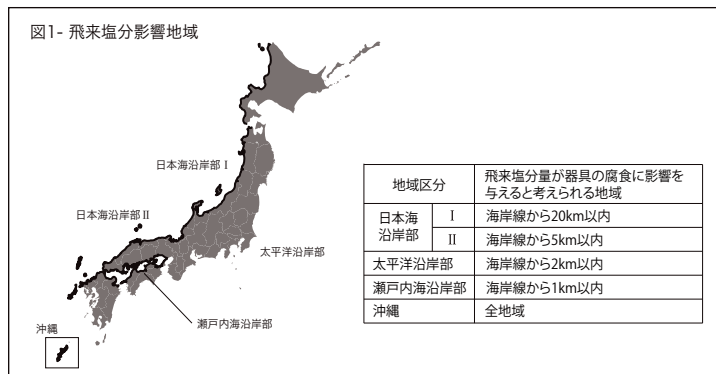 図1- 飛来塩分影響地域
日本海沿岸部Ⅰ
日本海沿岸部Ⅱ
太平洋沿岸部
瀬戸内海沿岸部
沖縄
地域区分
飛来塩分量が器具の腐食に影響を
与えると考えられる地域
日本海
沿岸部
Ⅰ
海岸線から20km以内
Ⅱ
海岸線から5km以内
太平洋沿岸部
海岸線から2km以内
瀬戸内海沿岸部
海岸線から1km以内
沖縄
全地域